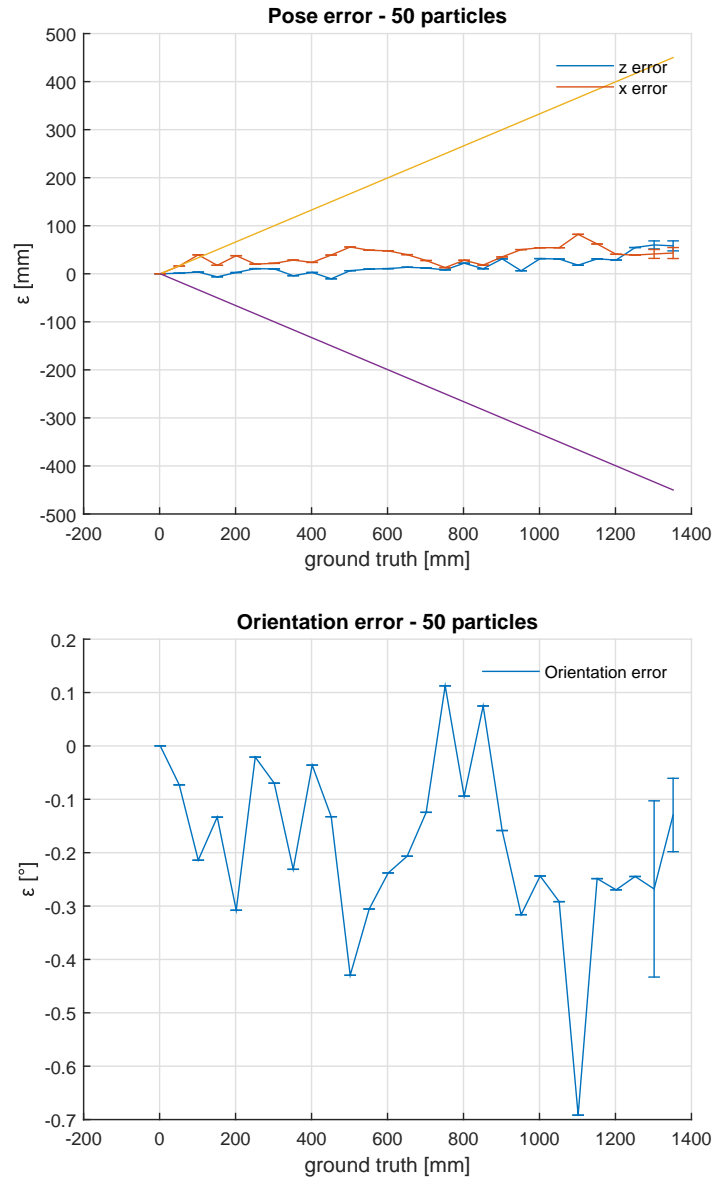 Pose error - 50 particles
500
400
300
200
100
0
-100
-200
-300
-400
-500
ε [mm]
z error
x error
-200 0 200 400 600 800 1000 1200 1400
ground truth [mm]
Orientation error - 50 particles
0.2
0.1
0
-0.1
-0.2
-0.3
-0.4
-0.5
-0.6
-0.7
ε [°]
Orientation error
-200 0 200 400 600 800 1000 1200 1400
ground truth [mm]